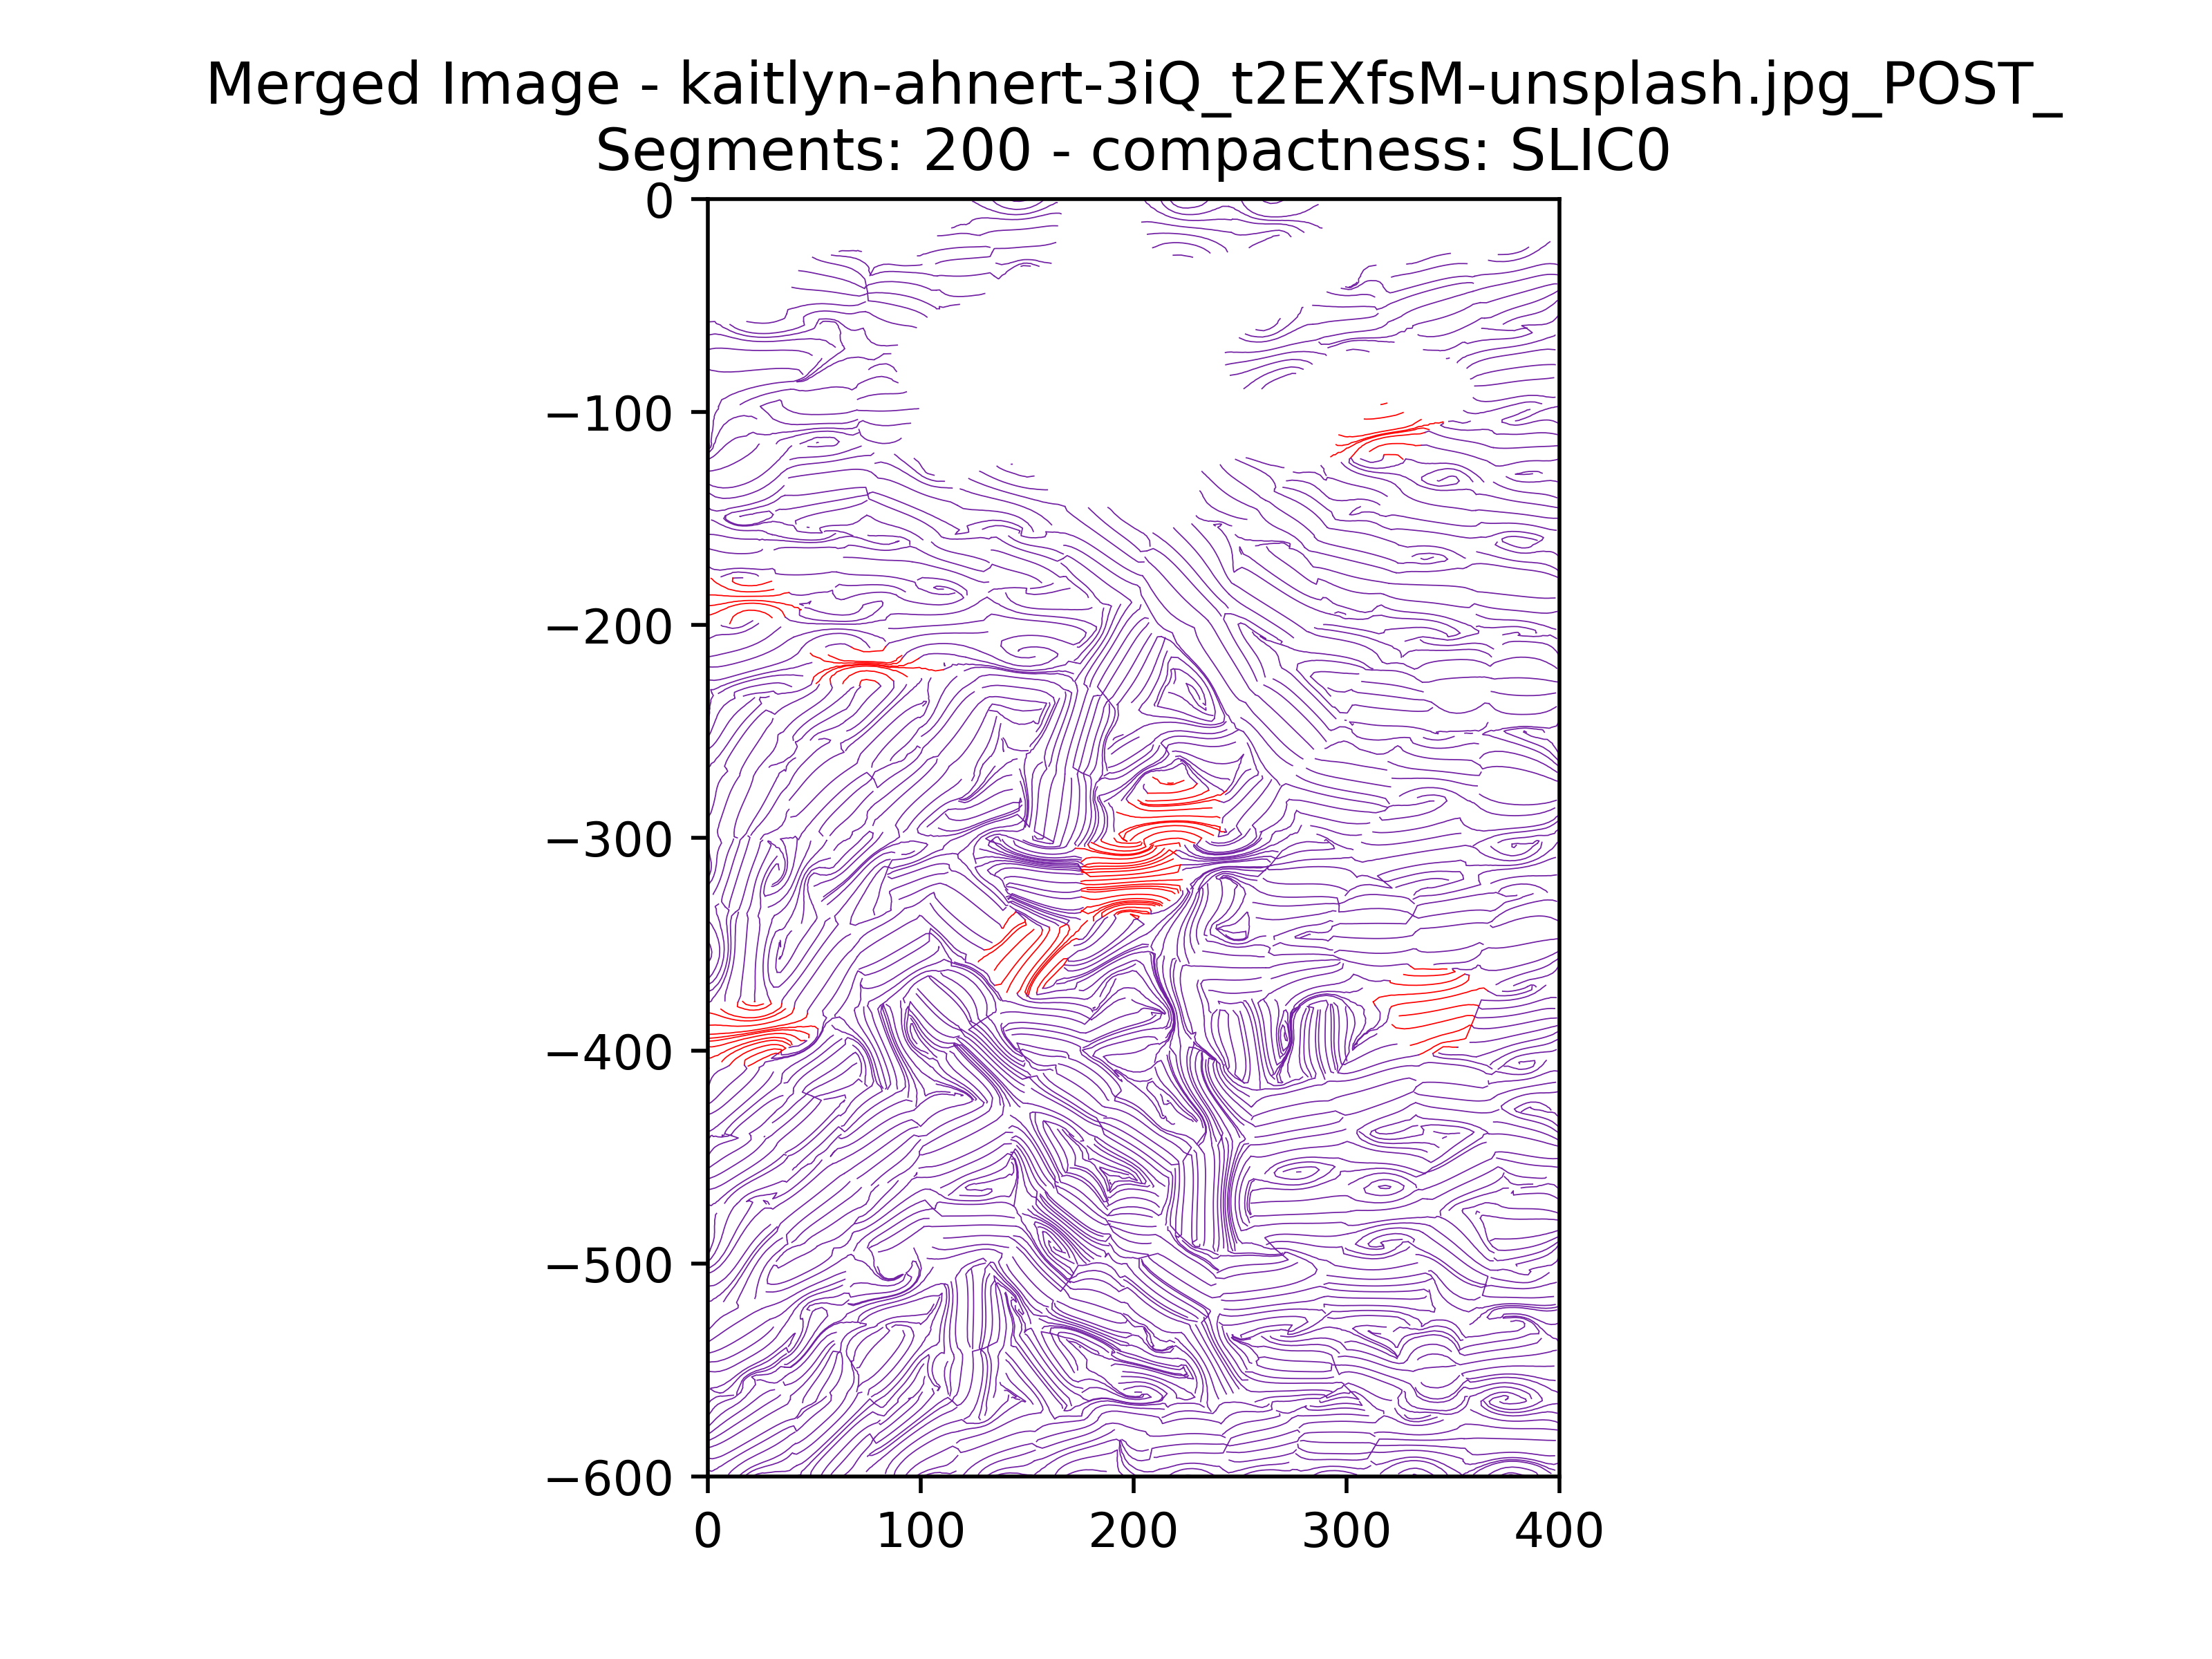 Merged Image - kaitlyn-ahnert-3iQ_t2EXfsM-unsplash.jpg_POST_
Segments: 200 - compactness: SLIC0
0
−100
−200
−300
−400
−500
−600
0 100 200 300 400